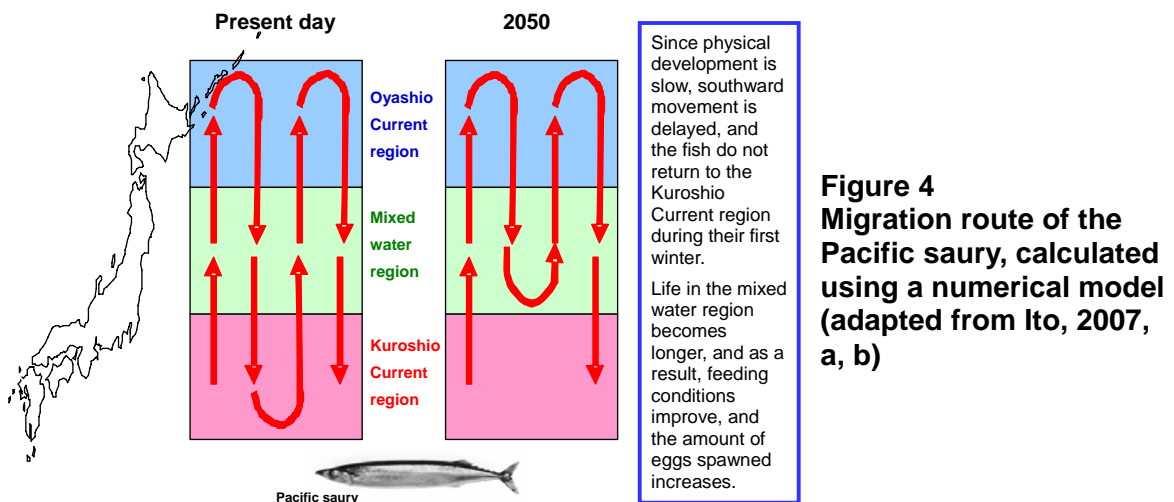 Present day
2050
Oyashio
Current
region
Mixed
water
region
Kuroshio
Current
region
Pacific saury
Since physical
development is
slow, southward
movement is
delayed, and
the fish do not
return to the
Kuroshio
Current region
during their first
winter.
Life in the mixed
water region
becomes
longer, and as a
result, feeding
conditions
improve, and
the amount of
eggs spawned
increases.
Figure 4
Migration route of the
Pacific saury, calculated
using a numerical model
(adapted from Ito, 2007,
a, b)